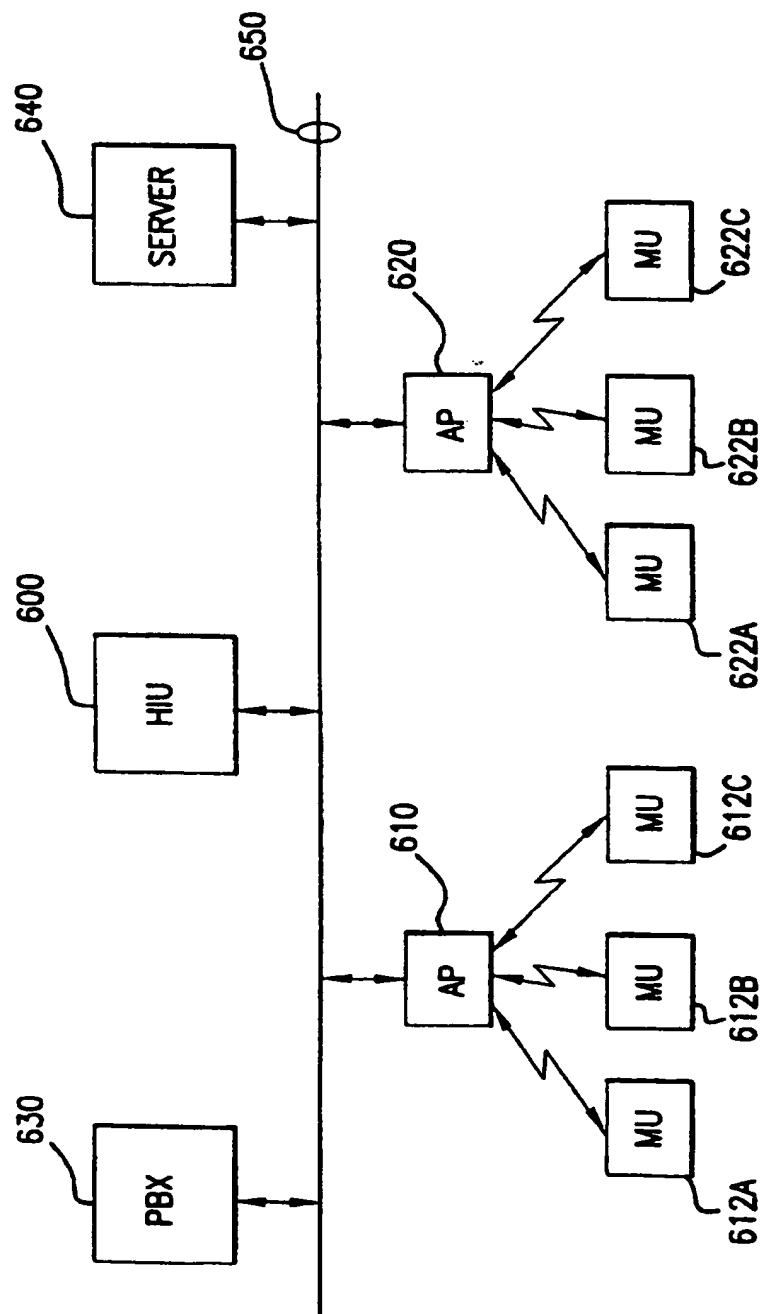 630
600
640
650
PBX
HIU
SERVER
610
620
AP
AP
MU
MU
MU
MU
MU
MU
612A
612B
612C
622A
622B
622C